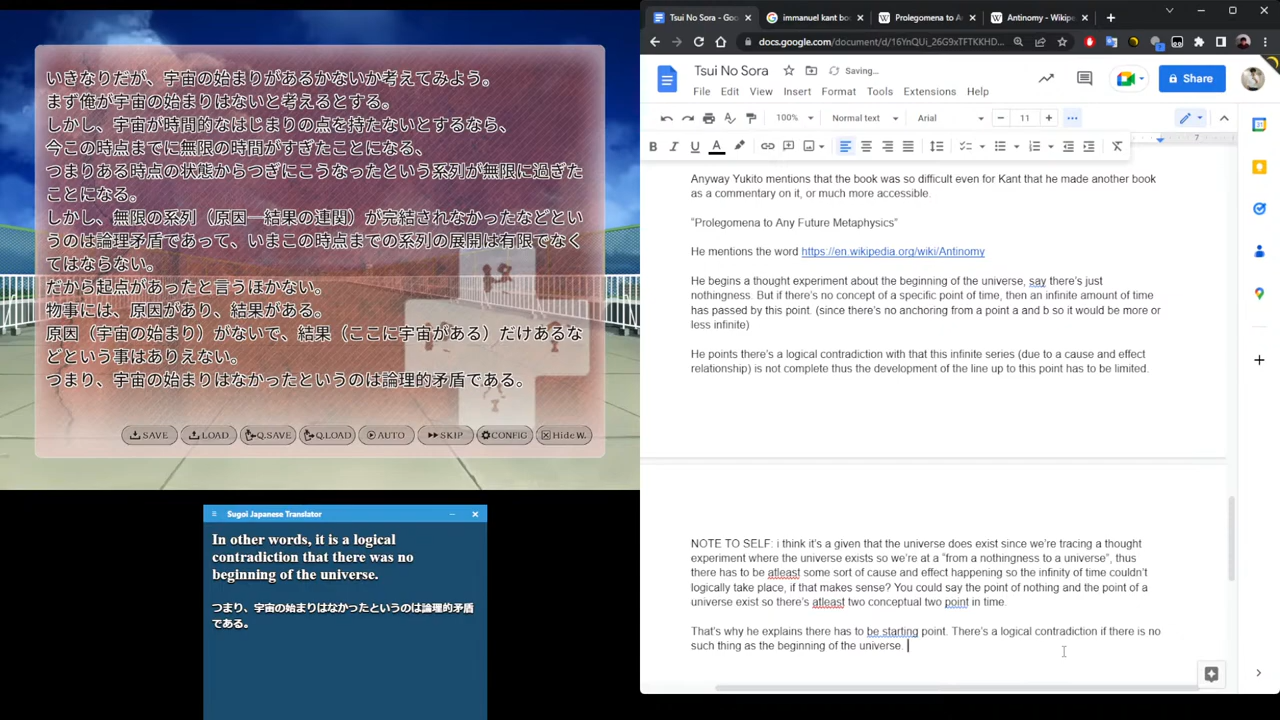 いきなりだが、宇宙の始まりがあるかないか考えてみよう。
まず俺が宇宙の始まりはないと考えるとする。
しかし、宇宙が時間的なはじまりの点を持たないとするなら、
今この時点までに無限の時間がすぎたことになる、
つまりある時点の状態からつぎにこうなったという系列が無限に過ぎた
ことになる。
しかし、無限の系列（原因―結果の連関）が完結されなかったなどとい
うのは論理矛盾であって、いまこの時点までの系列の展開は有限でなく
てはならない。
だから起点があったと言うほかない。
物事には、原因があり、結果がある。
原因（宇宙の始まり）がないで、結果（ここに宇宙がある）だけあるな
どという事はありえない。
つまり、宇宙の始まりはなかったというのは論理的矛盾である。
SAVE
LOAD
Q.SAVE
Q.LOAD
AUTO
SKIP
CONFIG
Hide W.
Sugoi Japanese Translator
In other words, it is a logical
contradiction that there was no
beginning of the universe.
つまり、宇宙の始まりはなかったというのは論理的矛盾
である。
Tsui No Sora - Goo
immanuel kant boo
Prolegomena to An
Antinomy - Wikipe
docs.google.com/document/d/16YnQUi_26G9xTFTKKHD...
Tsui No Sora
Saving...
File Edit View Insert Format Tools Extensions Help
Share
100% Normal text Arial 11
7
Anyway Yukito mentions that the book was so difficult even for Kant that he made another book
as a commentary on it, or much more accessible.
"Prolegomena to Any Future Metaphysics"
He mentions the word https://en.wikipedia.org/wiki/Antinomy
He begins a thought experiment about the beginning of the universe, say there's just
nothingness. But if there's no concept of a specific point of time, then an infinite amount of time
has passed by this point. (since there's no anchoring from a point a and b so it would be more or
less infinite)
He points there's a logical contradiction with that this infinite series (due to a cause and effect
relationship) is not complete thus the development of the line up to this point has to be limited.
NOTE TO SELF: i think it's a given that the universe does exist since we're tracing a thought
experiment where the universe exists so we're at a "from a nothingness to a universe", thus
there has to be atleast some sort of cause and effect happening so the infinity of time couldn't
logically take place, if that makes sense? You could say the point of nothing and the point of a
universe exist so there's atleast two conceptual two point in time.
That's why he explains there has to be starting point. There's a logical contradiction if there is no
such thing as the beginning of the universe.